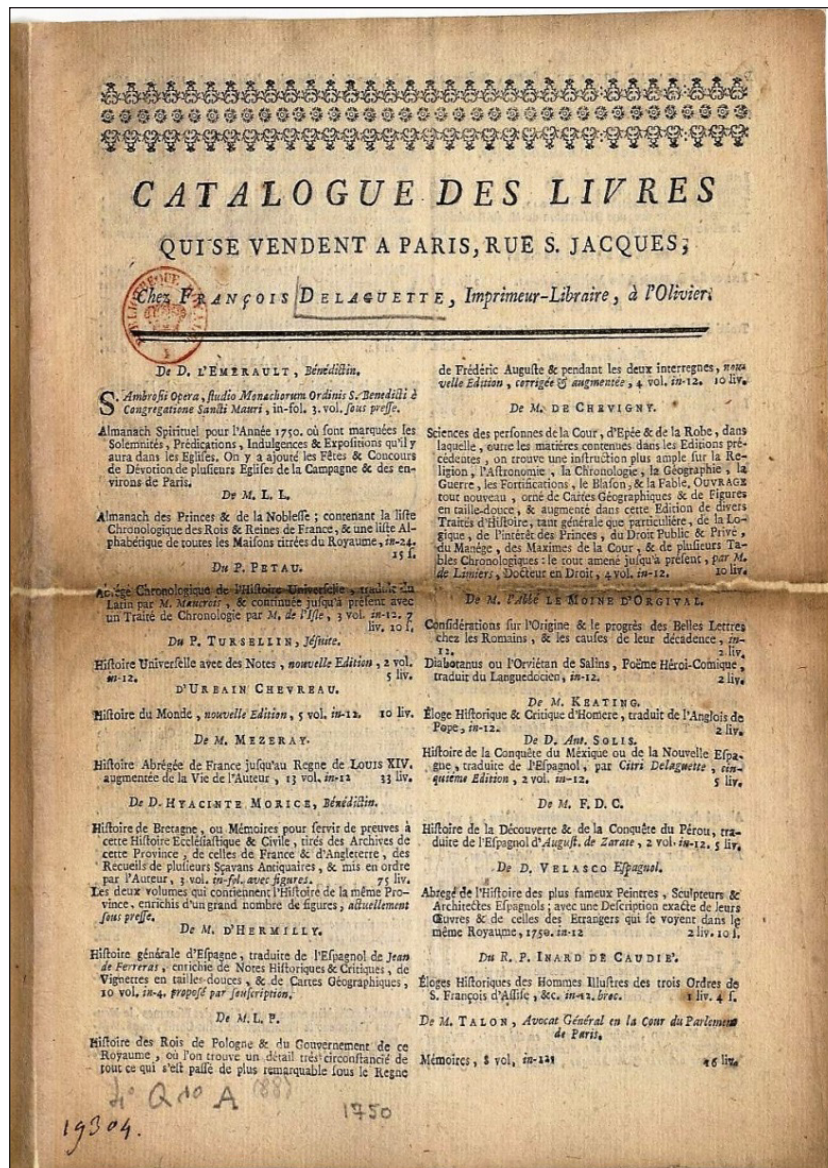 CATALOGUE DES LIVRES
QUI SE VENDENT A PARIS, RUE S. JACQUES;
Chez FRANÇOIS DELAGUETTE, Imprimeur-Libraire, à l'Olivier.
De D. L'EMERAULT, Bénédictin.
S. Ambrosii Opera, studio Monachorum Ordinis S. Benedicti è
Congregatione Sancti Mauri, in-fol. 3. vol. sous presse.
Almanach Spirituel pour l'Année 1750. où sont marquées les
Solemnités, Prédications, Indulgences & Expositions qu'il y
aura dans les Eglises. On y a ajouté les Fêtes & Concours
de Dévotion de plusieurs Eglises de la Campagne & des en-
virons de Paris.
De M. L. L.
Almanach des Princes & de la Noblesse; contenant la liste
Chronologique des Rois & Reines de France, & une liste Al-
phabétique de toutes les Maisons titrées du Royaume, in-24.
15 s.
Du P. PETAU.
Abrégé Chronologique de l'Histoire Universelle, traduit du
Latin par M. Maucroix, & continuée jusqu'à présent avec
un Traité de Chronologie par M. de l'Isle, 3 vol. in-12. 7
liv. 10 s.
Du P. TURSELLIN, Jésuite.
Histoire Universelle avec des Notes, nouvelle Edition, 2 vol.
in-12. 5 liv.
D'URBAIN CHEVREAU.
Histoire du Monde, nouvelle Edition, 5 vol. in-12. 10 liv.
De M. MEZERAY.
Histoire Abrégée de France jusqu'au Regne de LOUIS XIV.
augmentée de la Vie de l'Auteur, 13 vol. in-12 33 liv.
De D. HYACINTE MORICE, Bénédictin.
Histoire de Bretagne, ou Mémoires pour servir de preuves à
cette Histoire Ecclésiastique & Civile, tirés des Archives de
cette Province, de celles de France & d'Angleterre, des
Recueils de plusieurs Sçavans Antiquaires, & mis en ordre
par l'Auteur, 3 vol. in-fol. avec figures. 75 liv.
Les deux volumes qui contiennent l'Histoire de la même Pro-
vince, enrichis d'un grand nombre de figures, actuellement
sous presse.
De M. D'HERMILLY.
Histoire générale d'Espagne, traduite de l'Espagnol de Jean
de Ferreras, enrichie de Notes Historiques & Critiques, de
Vignettes en tailles-douces, & de Cartes Géographiques,
10 vol. in-4. proposé par souscription.
De M. L. P.
Histoire des Rois de Pologne & du Gouvernement de ce
Royaume, où l'on trouve un détail très circonstancié de
tout ce qui s'est passé de plus remarquable sous le Regne
de Frédéric Auguste & pendant les deux interregnes, nou-
velle Edition, corrigée & augmentée, 4 vol. in-12. 10 liv.
De M. DE CHEVIGNY.
Sciences des personnes de la Cour, d'Epée & de la Robe, dans
laquelle, outre les matières contenues dans les Editions pré-
cédentes, on trouve une instruction plus ample sur la Re-
ligion, l'Astronomie, la Chronologie, la Géographie, la
Guerre, les Fortifications, le Blason, & la Fable. OUVRAGE
tout nouveau, orné de Cartes Géographiques & de Figures
en taille-douce, & augmenté dans cette Edition de divers
Traités d'Histoire, tant générale que particulière, de la Lo-
gique, de l'intérêt des Princes, du Droit Public & Privé,
du Manége, des Maximes de la Cour, & de plusieurs Ta-
bles Chronologiques: le tout amené jusqu'à présent, par M.
de Limiers, Docteur en Droit, 4 vol. in-12. 10 liv.
De M. l'Abbé LE MOINE D'ORGIVAL.
Considérations sur l'Origine & le progrès des Belles Lettres
chez les Romains, & les causes de leur décadence, in-
12. 2 liv.
Diabotanus ou l'Orviétan de Salins, Poëme Héroi-Comique,
traduit du Languedocien, in-12. 2 liv.
De M. KEATING.
Eloge Historique & Critique d'Homere, traduit de l'Anglois de
Pope, in-12. 2 liv.
De D. Ant. SOLIS.
Histoire de la Conquête du Méxique ou de la Nouvelle Espa-
gne, traduite de l'Espagnol, par Citri Delaguette, cin-
quième Edition, 2 vol. in-12. 5 liv.
De M. F. D. C.
Histoire de la Découverte & de la Conquête du Pérou, tra-
duite de l'Espagnol d'August. de Zarate, 2 vol. in-12. 5 liv.
De D. VELASCO Espagnol.
Abregé de l'Histoire des plus fameux Peintres, Sculpteurs &
Architectes Espagnols; avec une Description exacte de leurs
Œuvres & de celles des Etrangers qui se voyent dans le
même Royaume, 1750. in-12 2 liv. 10 s.
Du R. P. INARD DE CAUDIE'.
Éloges Historiques des Hommes Illustres des trois Ordres de
S. François d'Assise, &c. in-12. broc. 1 liv. 4 s.
De M. TALON, Avocat Général en la Cour du Parlement
de Paris.
Mémoires, 8 vol. in-12. 16 liv.
4° Q 10 A (88)
1750
19304.